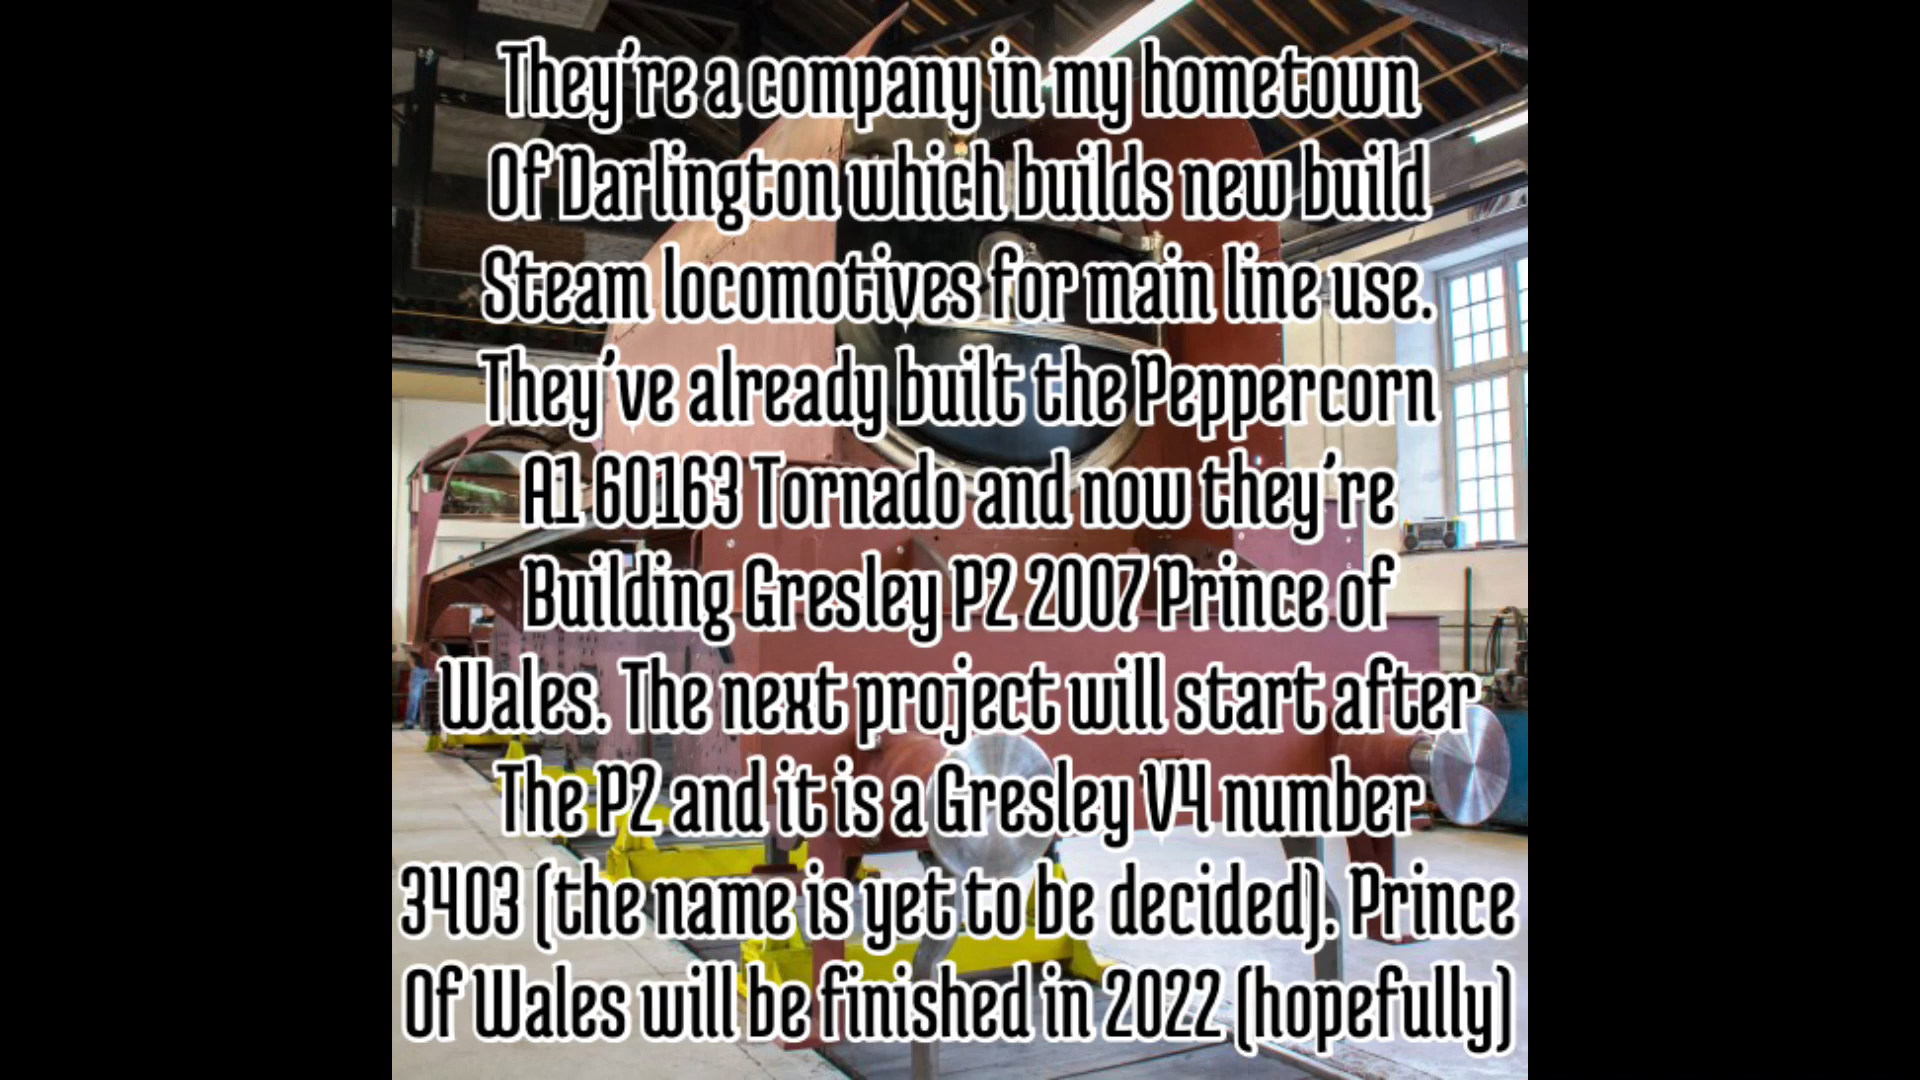 They're a company in my hometown
Of Darlington which builds new build
Steam locomotives for main line use.
They've already built the Peppercorn
A1 60163 Tornado and now they're
Building Gresley P2 2007 Prince of
Wales. The next project will start after
The P2 and it is a Gresley V4 number
3403 (the name is yet to be decided). Prince
Of Wales will be finished in 2022 (hopefully)